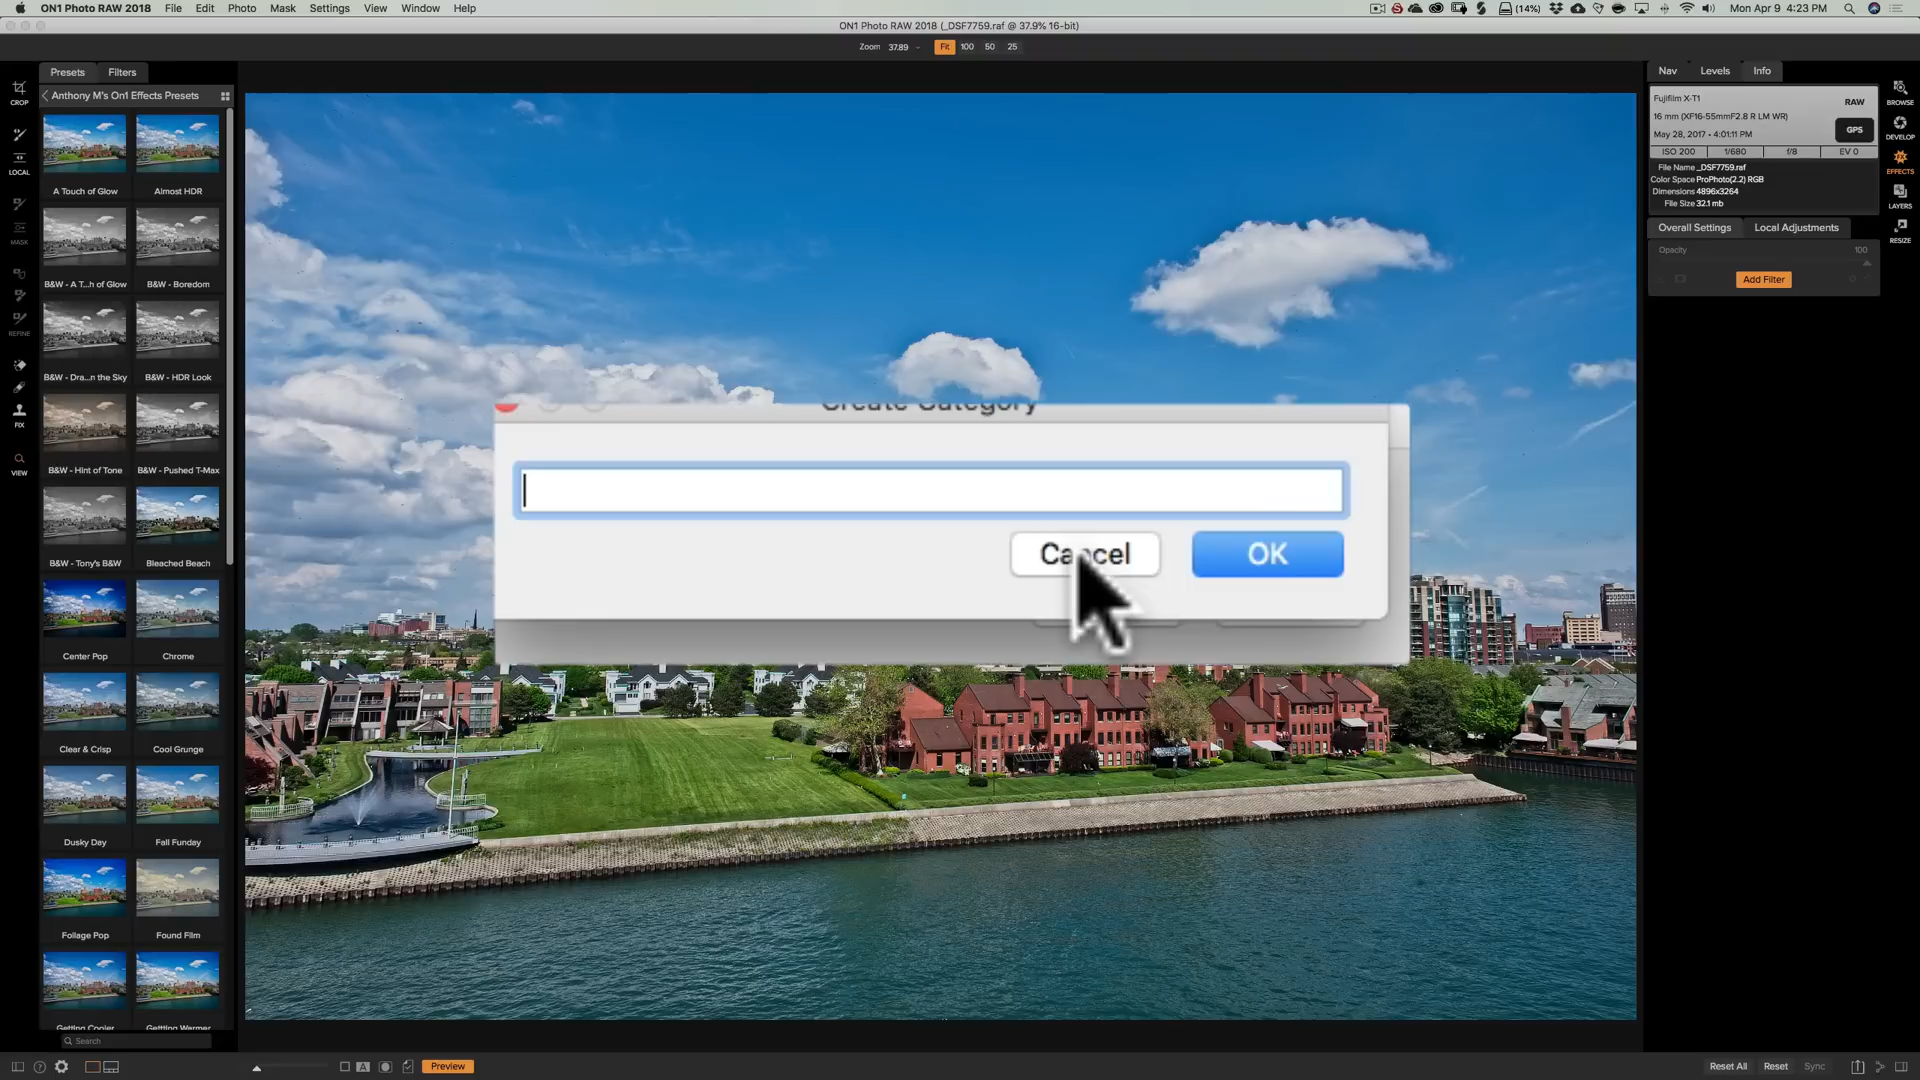 ON1 Photo RAW 2018 File Edit Photo Mask Settings View Window Help
(14%) Mon Apr 9 4:23 PM
ON1 Photo RAW 2018 (_DSF7759.raf @ 37.9% 16-bit)
Zoom 37.89 Fit 100 50 25
Presets Filters
Anthony M's On1 Effects Presets
A Touch of Glow Almost HDR
B&W - A T...h of Glow B&W - Boredom
B&W - Dra...n the Sky B&W - HDR Look
B&W - Hint of Tone B&W - Pushed T-Max
B&W - Tony's B&W Bleached Beach
Center Pop Chrome
Clear & Crisp Cool Grunge
Dusky Day Fall Funday
Foliage Pop Found Film
Getting Cooler Getting Warmer
Search
CROP
LOCAL
MASK
REFINE
FIX
VIEW
Create Category
Cancel OK
Nav Levels Info
Fujifilm X-T1 RAW
16 mm (XF16-55mmF2.8 R LM WR)
May 28, 2017 • 4:01:11 PM GPS
ISO 200 1/680 f/8 EV 0
File Name _DSF7759.raf
Color Space ProPhoto(2.2) RGB
Dimensions 4896x3264
File Size 32.1 mb
Overall Settings Local Adjustments
Opacity 100
Add Filter
BROWSE
DEVELOP
EFFECTS
LAYERS
RESIZE
A Preview
Reset All Reset Sync